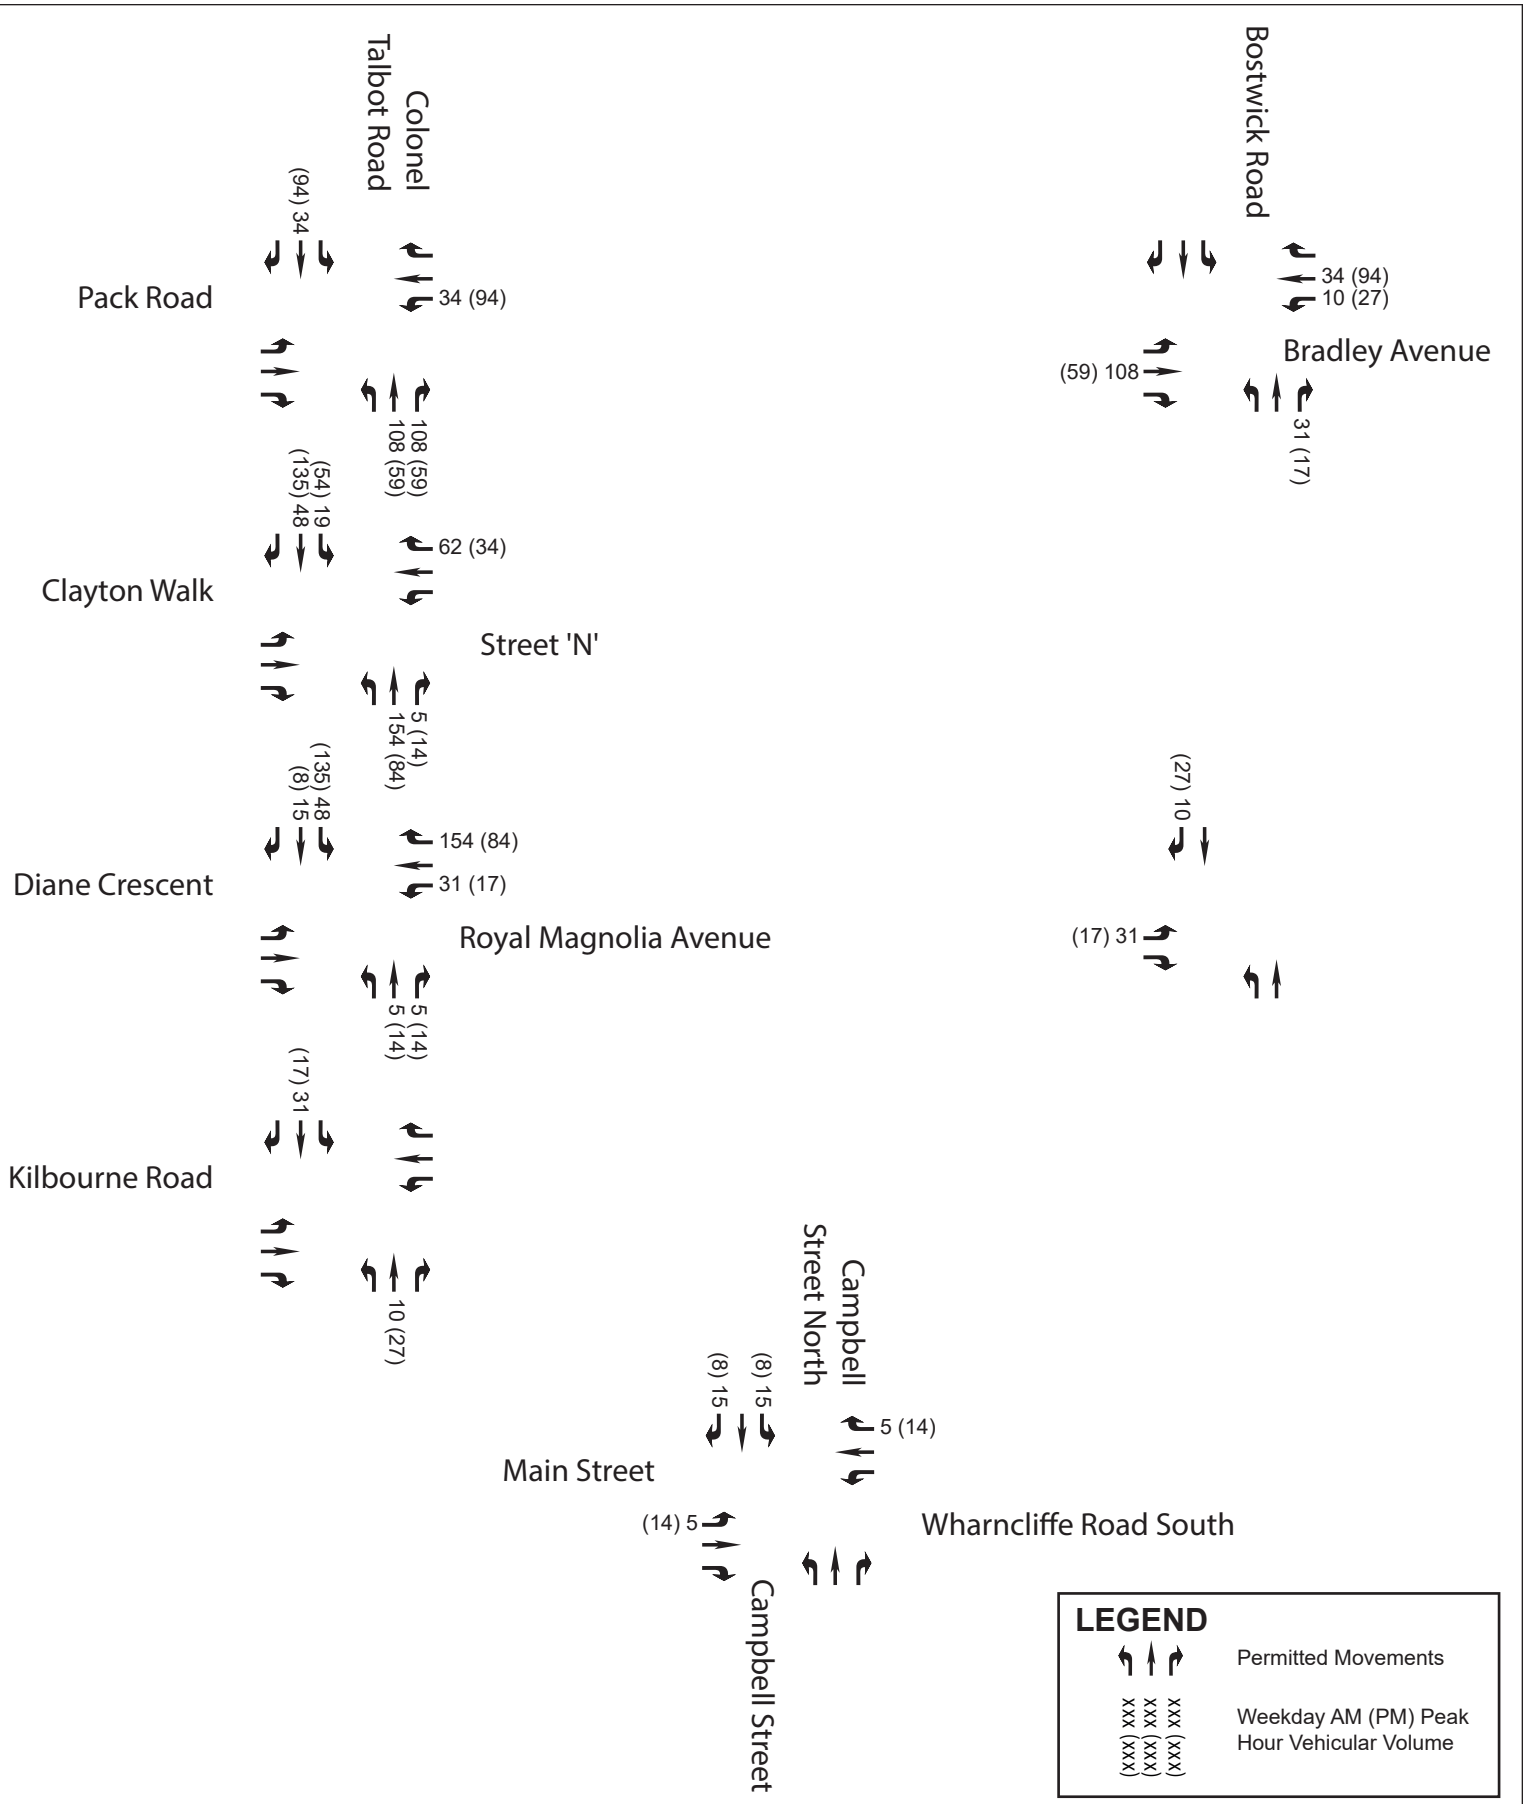 Talbot Road
Colonel
Bostwick Road
(94) 34
Pack Road
34 (94)
34 (94)
10 (27)
Bradley Avenue
(59) 108
108 (59)
108 (59)
31 (17)
(135) 48
(54) 19
62 (34)
Clayton Walk
Street 'N'
154 (84)
5 (14)
(8) 15
(135) 48
(27) 10
154 (84)
31 (17)
Diane Crescent
Royal Magnolia Avenue
(17) 31
5 (14)
5 (14)
(17) 31
Kilbourne Road
10 (27)
Street North
Campbell
(8) 15
(8) 15
5 (14)
Main Street
(14) 5
Wharncliffe Road South
Campbell Street
LEGEND
Permitted Movements
xxx (xxx)
xxx (xxx)
xxx (xxx)
Weekday AM (PM) Peak
Hour Vehicular Volume